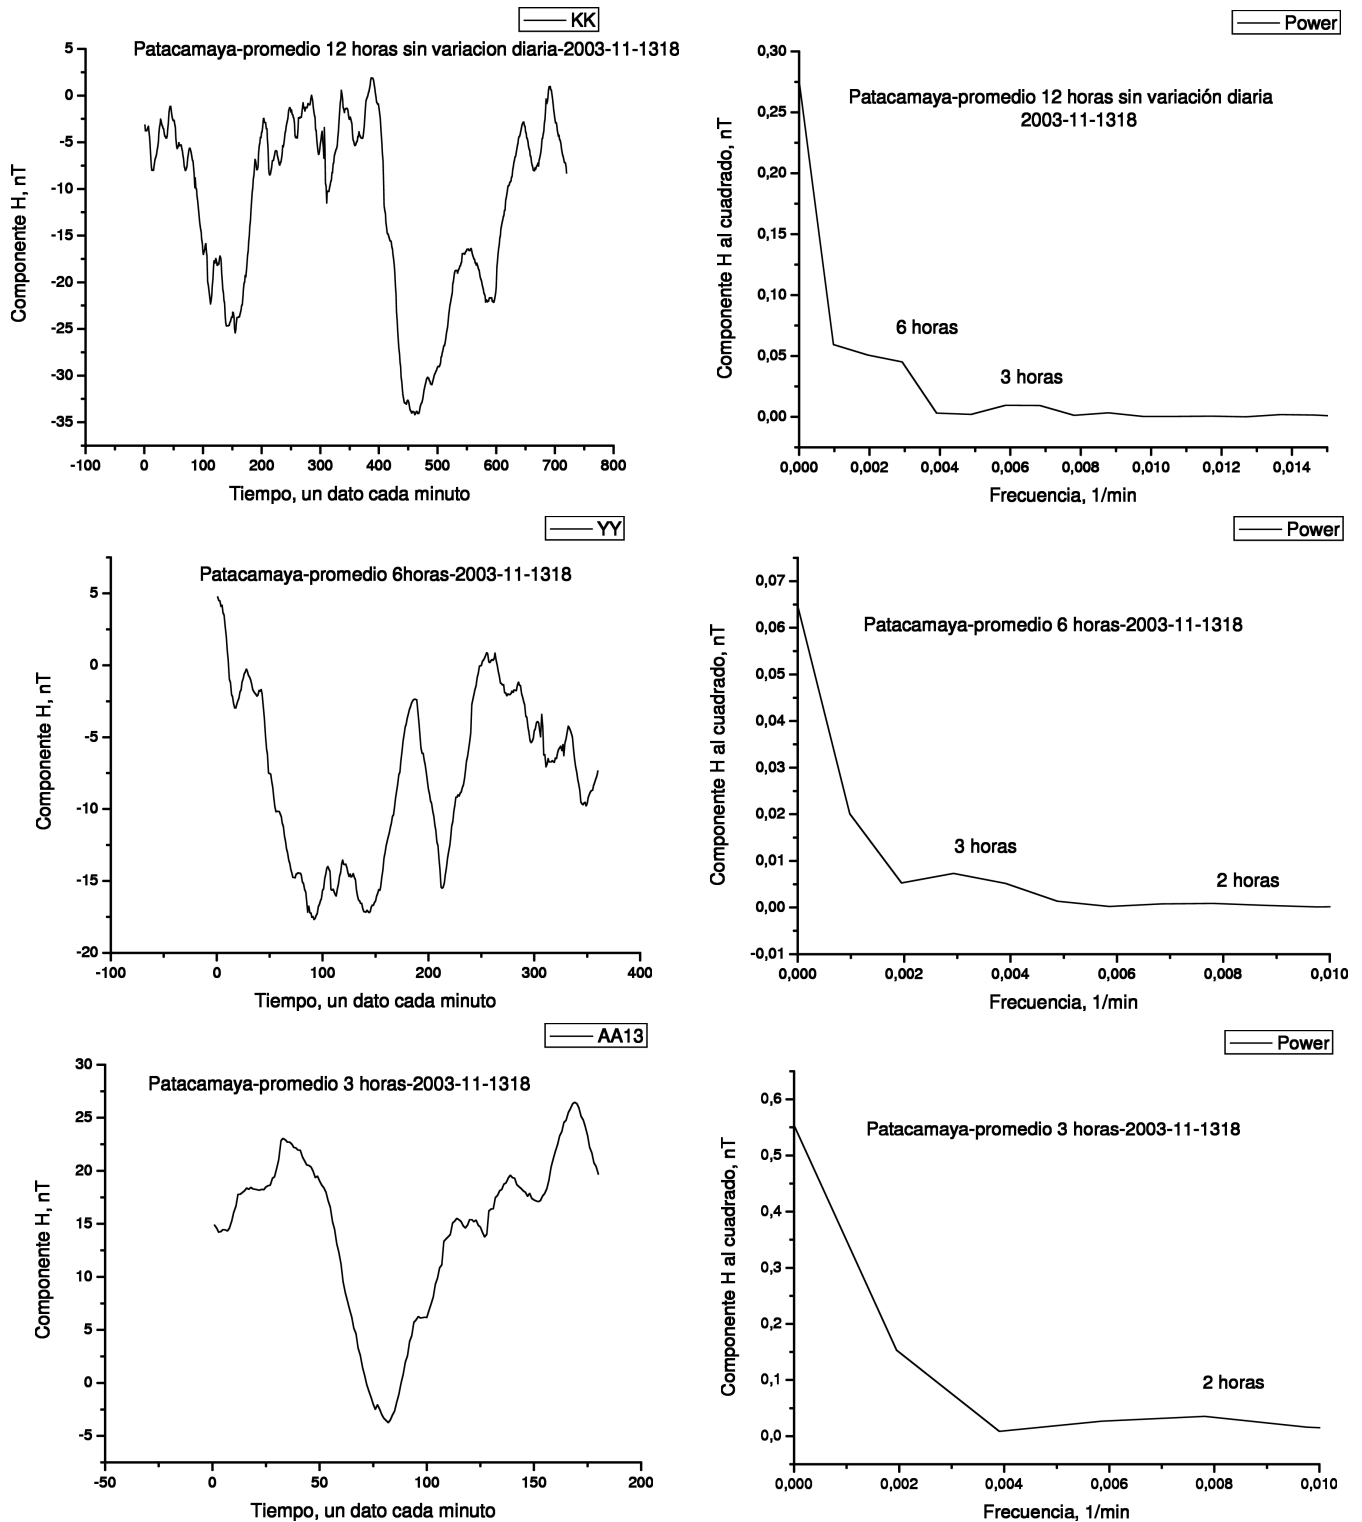 KK
Patacamaya-promedio 12 horas sin variacion diaria-2003-11-1318
5
0
-5
-10
-15
-20
-25
-30
-35
Componente H, nT
-100 0 100 200 300 400 500 600 700 800
Tiempo, un dato cada minuto
Power
Patacamaya-promedio 12 horas sin variación diaria
2003-11-1318
0,30
0,25
0,20
0,15
0,10
0,05
0,00
Componente H al cuadrado, nT
6 horas
3 horas
0,000 0,002 0,004 0,006 0,008 0,010 0,012 0,014
Frecuencia, 1/min
YY
Patacamaya-promedio 6horas-2003-11-1318
5
0
-5
-10
-15
-20
Componente H, nT
-100 0 100 200 300 400
Tiempo, un dato cada minuto
Power
Patacamaya-promedio 6 horas-2003-11-1318
0,07
0,06
0,05
0,04
0,03
0,02
0,01
0,00
-0,01
Componente H al cuadrado, nT
3 horas
2 horas
0,000 0,002 0,004 0,006 0,008 0,010
Frecuencia, 1/min
AA13
Patacamaya-promedio 3 horas-2003-11-1318
30
25
20
15
10
5
0
-5
Componente H, nT
-50 0 50 100 150 200
Tiempo, un dato cada minuto
Power
Patacamaya-promedio 3 horas-2003-11-1318
0,6
0,5
0,4
0,3
0,2
0,1
0,0
Componente H al cuadrado, nT
2 horas
0,000 0,002 0,004 0,006 0,008 0,010
Frecuencia, 1/min